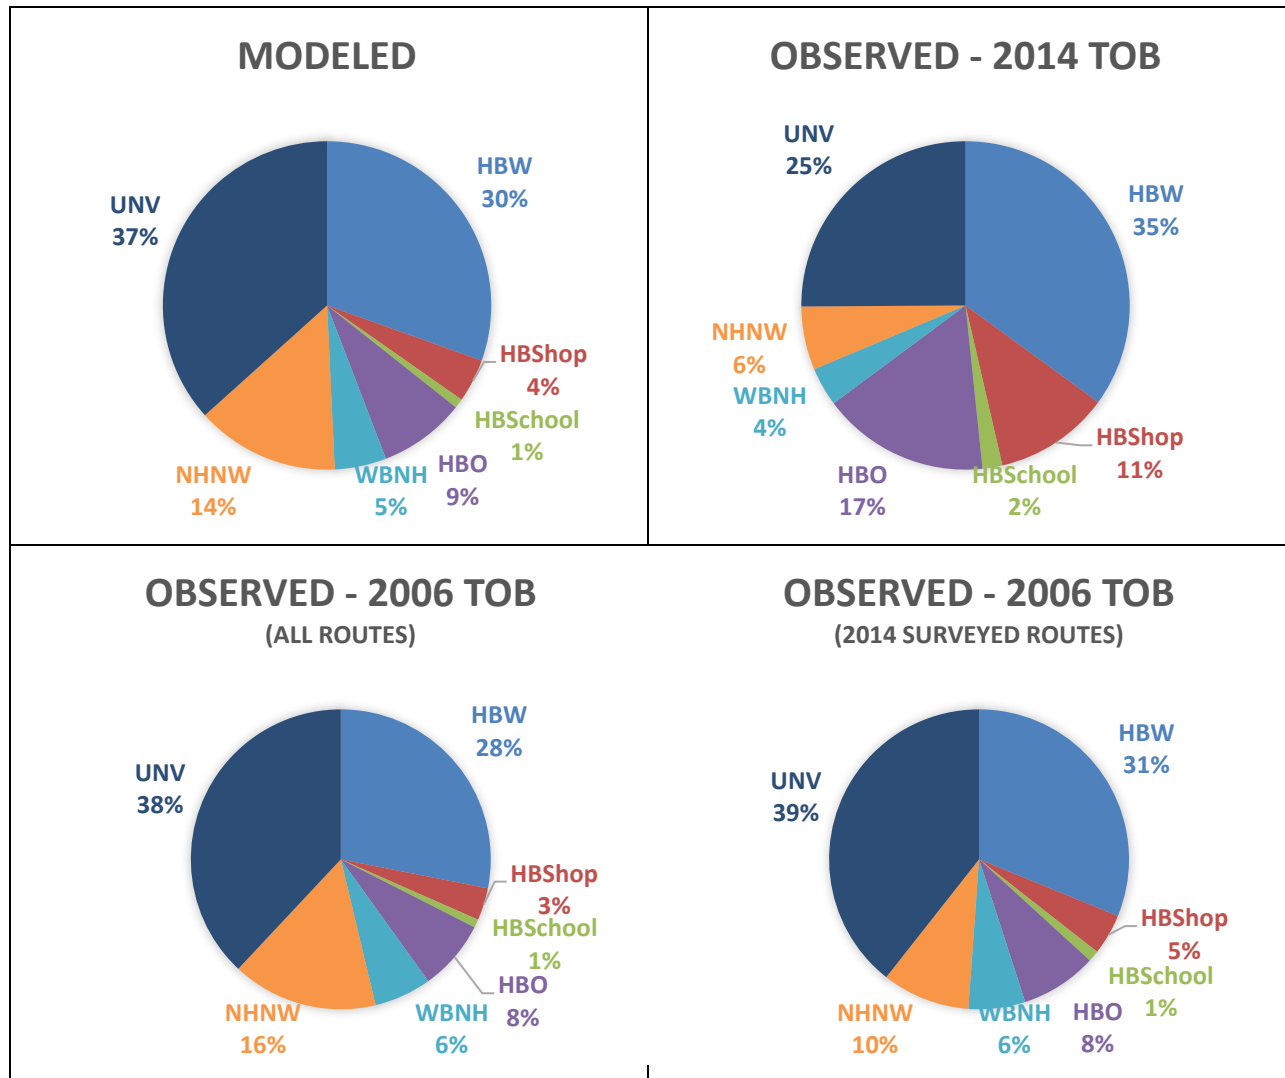 MODELED
HBW
30%
HBShop
4%
HBSchool
1%
HBO
9%
WBNH
5%
NHNW
14%
UNV
37%
OBSERVED - 2014 TOB
HBW
35%
HBShop
11%
HBSchool
2%
HBO
17%
WBNH
4%
NHNW
6%
UNV
25%
OBSERVED - 2006 TOB
(ALL ROUTES)
HBW
28%
HBShop
3%
HBSchool
1%
HBO
8%
WBNH
6%
NHNW
16%
UNV
38%
OBSERVED - 2006 TOB
(2014 SURVEYED ROUTES)
HBW
31%
HBShop
5%
HBSchool
1%
HBO
8%
WBNH
6%
NHNW
10%
UNV
39%